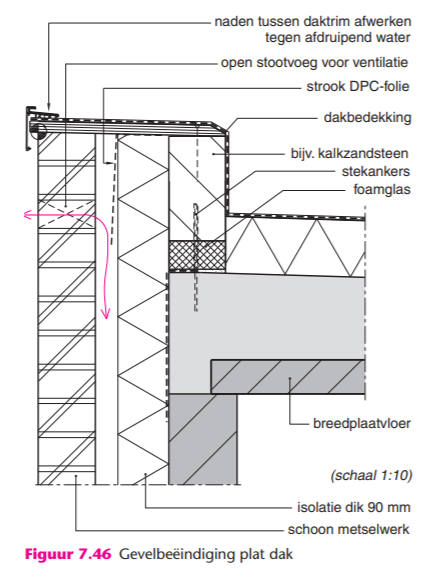 naden tussen daktrim afwerken
tegen afdruipend water
open stootvoeg voor ventilatie
strook DPC-folie
dakbedekking
bijv. kalkzandsteen
stekankers
foamglas
breedplaatvloer
(schaal 1:10)
isolatie dik 90 mm
schoon metselwerk
Figuur 7.46 Gevelbeëindiging plat dak